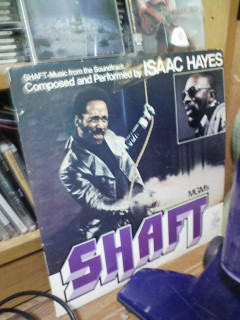 SHAFT-Music from the Soundtrack
Composed and Performed by ISAAC HAYES
MGM'S
SHAFT